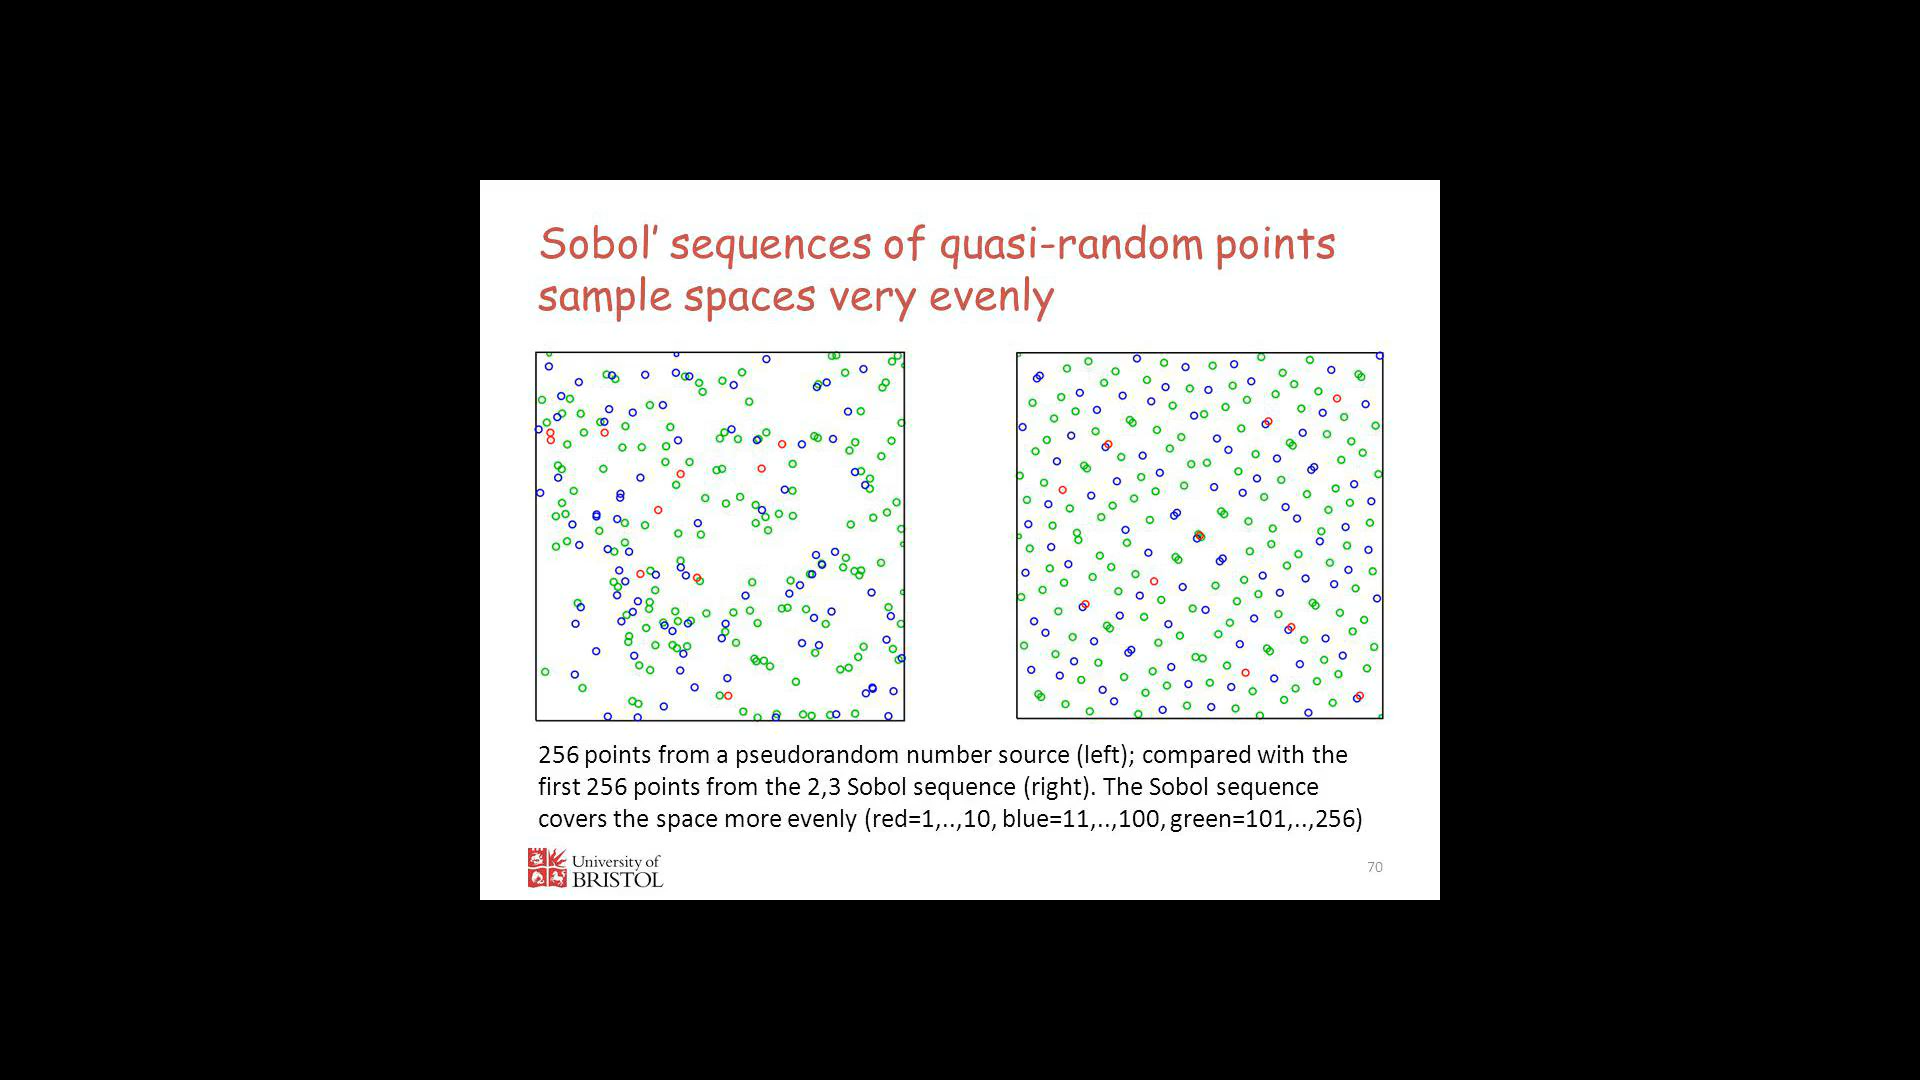 Sobol’ sequences of quasi-random points
sample spaces very evenly
256 points from a pseudorandom number source (left); compared with the
first 256 points from the 2,3 Sobol sequence (right). The Sobol sequence
covers the space more evenly (red=1,..,10, blue=11,..,100, green=101,..,256)
University of
BRISTOL
70